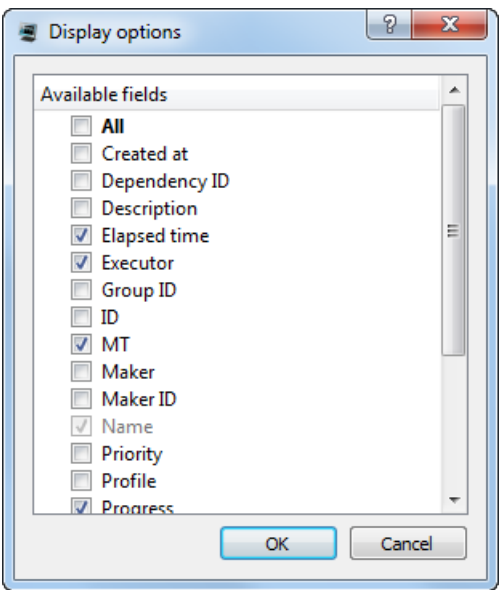 Display options
Available fields
All
Created at
Dependency ID
Description
Elapsed time
Executor
Group ID
ID
MT
Maker
Maker ID
Name
Priority
Profile
Progress
OK
Cancel